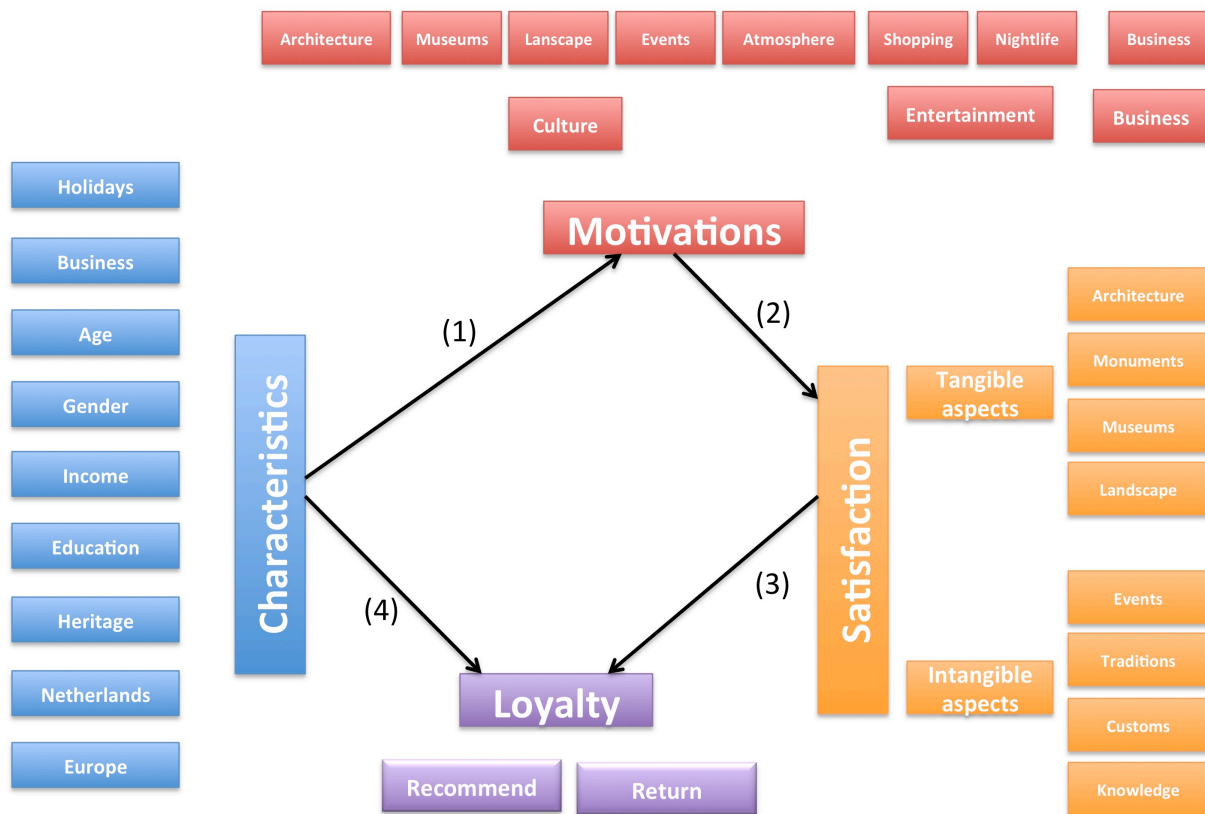 Architecture
Museums
Lanscape
Events
Atmosphere
Shopping
Nightlife
Business
Culture
Entertainment
Business
Holidays
Business
Age
Gender
Income
Education
Heritage
Netherlands
Europe
Characteristics
Motivations
(1)
(2)
(3)
(4)
Satisfaction
Tangible
aspects
Architecture
Monuments
Museums
Landscape
Intangible
aspects
Events
Traditions
Customs
Knowledge
Loyalty
Recommend
Return